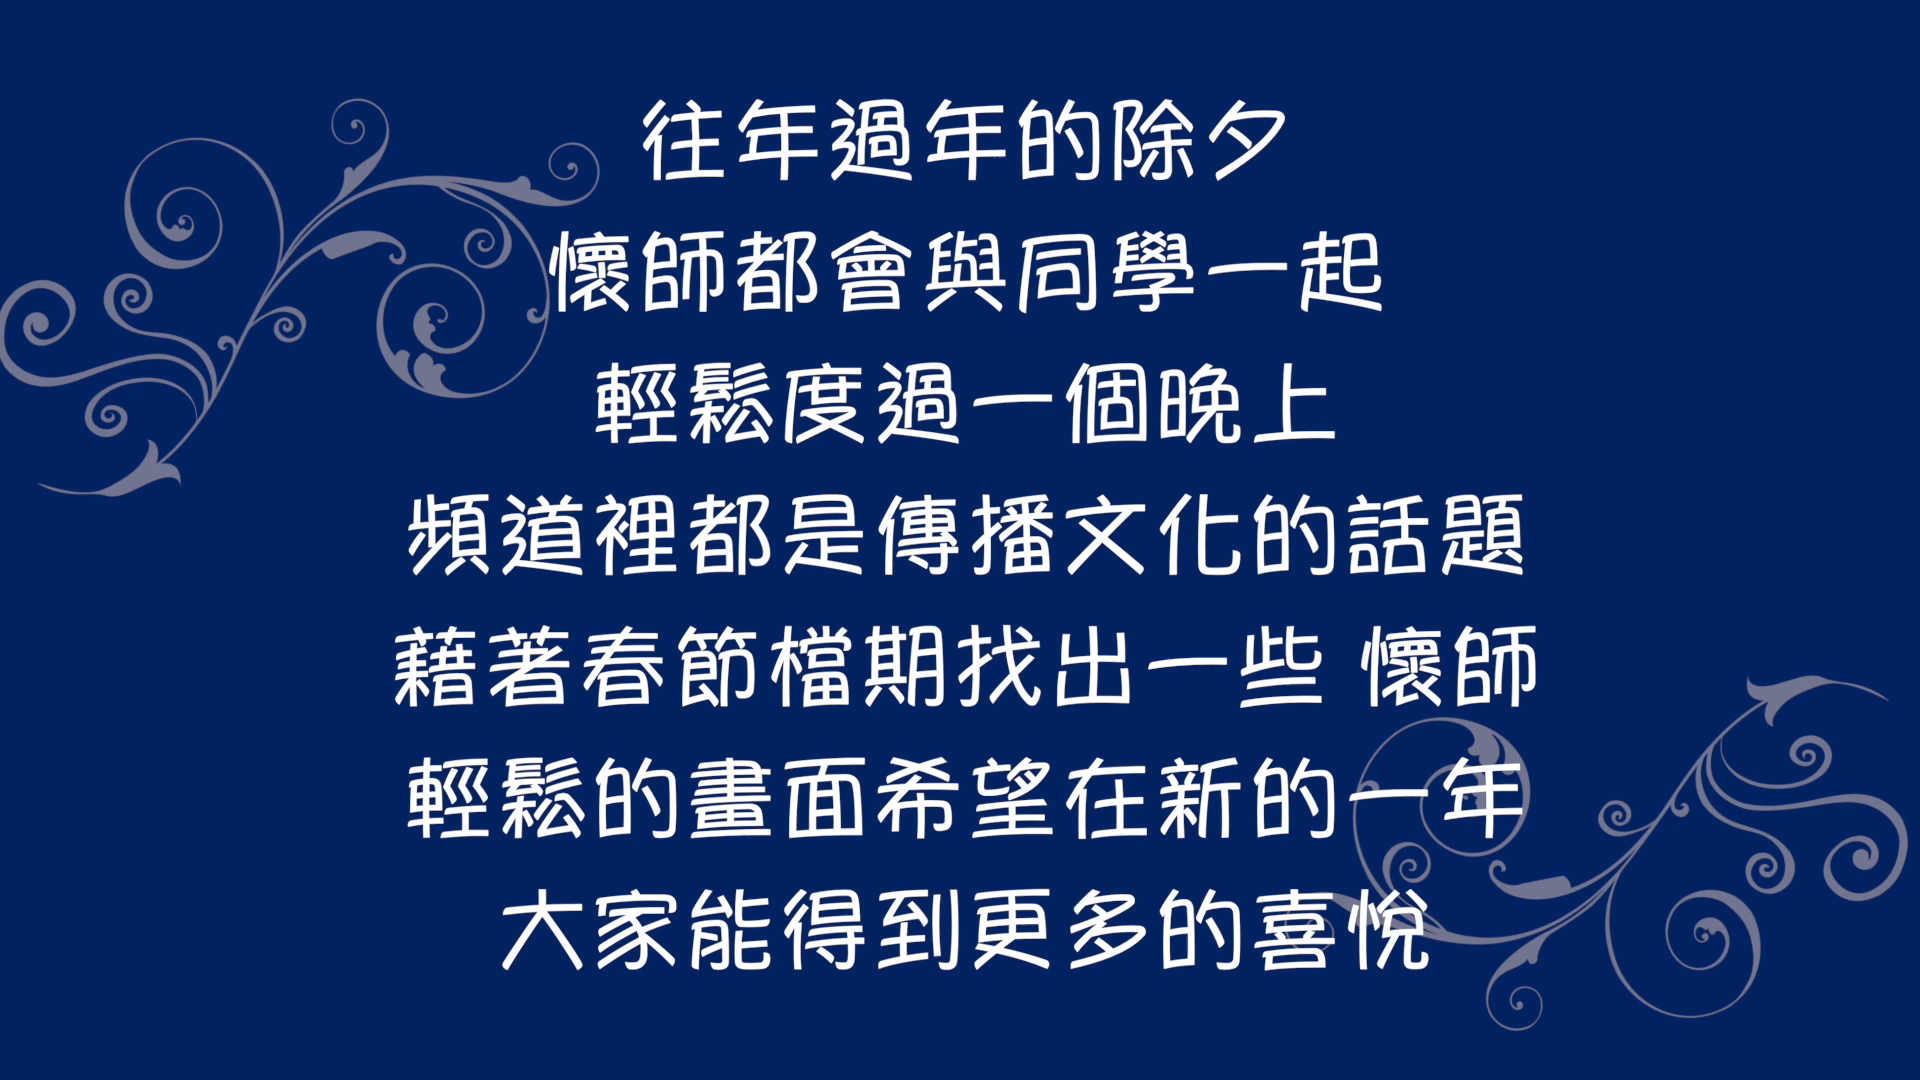 往年過年的除夕
懷師都會與同學一起
輕鬆度過一個晚上
頻道裡都是傳播文化的話題
藉著春節檔期找出一些 懷師
輕鬆的畫面希望在新的一年
大家能得到更多的喜悅